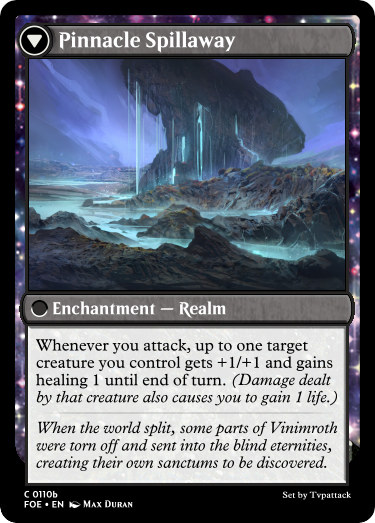 Pinnacle Spillaway
Enchantment — Realm
Whenever you attack, up to one target
creature you control gets +1/+1 and gains
healing 1 until end of turn. (Damage dealt
by that creature also causes you to gain 1 life.)
When the world split, some parts of Vinimroth
were torn off and sent into the blind eternities,
creating their own sanctums to be discovered.
C 0110b
FOE • EN Max Duran
Set by Tvpattack